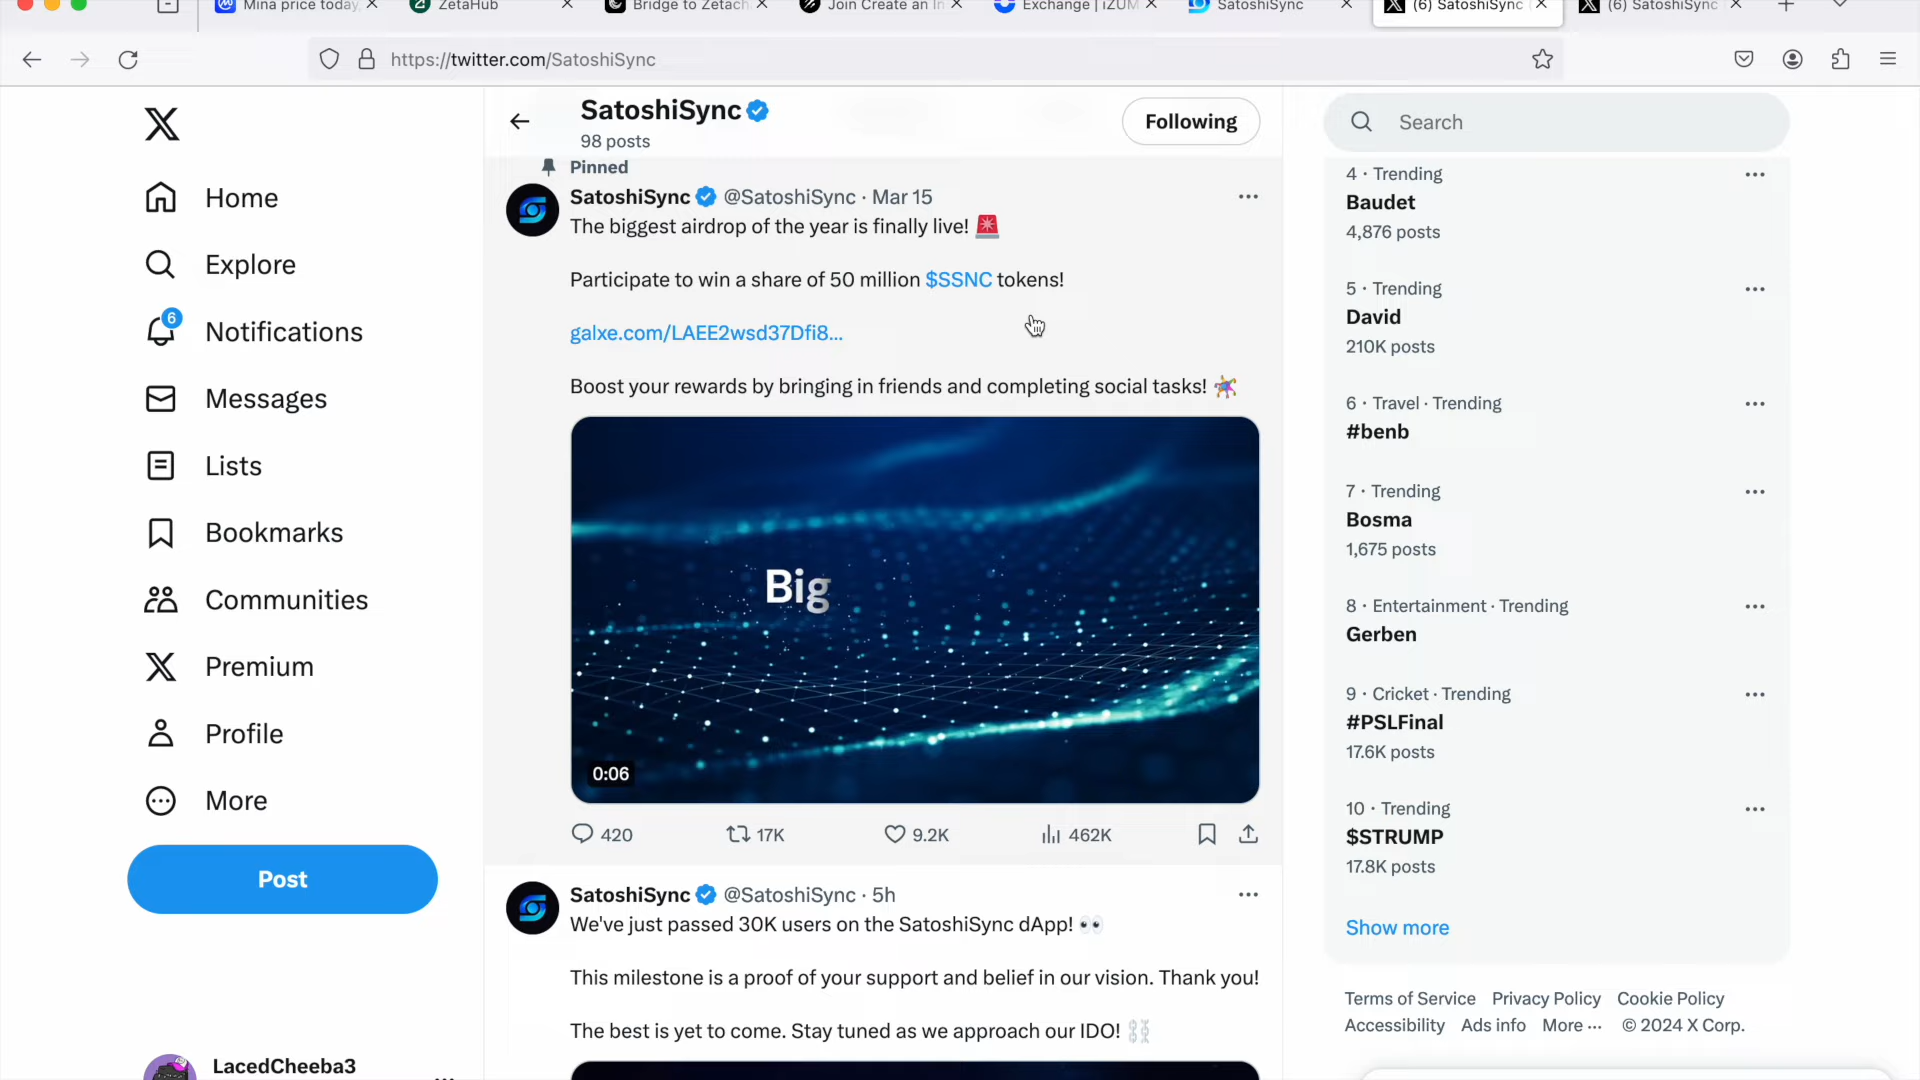 Mina price today,
ZetaHub
Bridge to Zetach
Join Create an In
Exchange | iZUM
SatoshiSync
(6) SatoshiSync
(6) SatoshiSync
https://twitter.com/SatoshiSync
SatoshiSync
98 posts
Following
Search
Home
Explore
6
Notifications
Messages
Lists
Bookmarks
Communities
Premium
Profile
More
Post
LacedCheeba3
Pinned
SatoshiSync @SatoshiSync · Mar 15
The biggest airdrop of the year is finally live! 🚨
Participate to win a share of 50 million $SSNC tokens!
galxe.com/LAEE2wsd37Dfi8...
Boost your rewards by bringing in friends and completing social tasks! 🪅
Big
0:06
420
17K
9.2K
462K
SatoshiSync @SatoshiSync · 5h
We've just passed 30K users on the SatoshiSync dApp! 👀
This milestone is a proof of your support and belief in our vision. Thank you!
The best is yet to come. Stay tuned as we approach our IDO! ⛓️
4 · Trending
Baudet
4,876 posts
5 · Trending
David
210K posts
6 · Travel · Trending
#benb
7 · Trending
Bosma
1,675 posts
8 · Entertainment · Trending
Gerben
9 · Cricket · Trending
#PSLFinal
17.6K posts
10 · Trending
$STRUMP
17.8K posts
Show more
Terms of Service Privacy Policy Cookie Policy
Accessibility Ads info More ··· © 2024 X Corp.